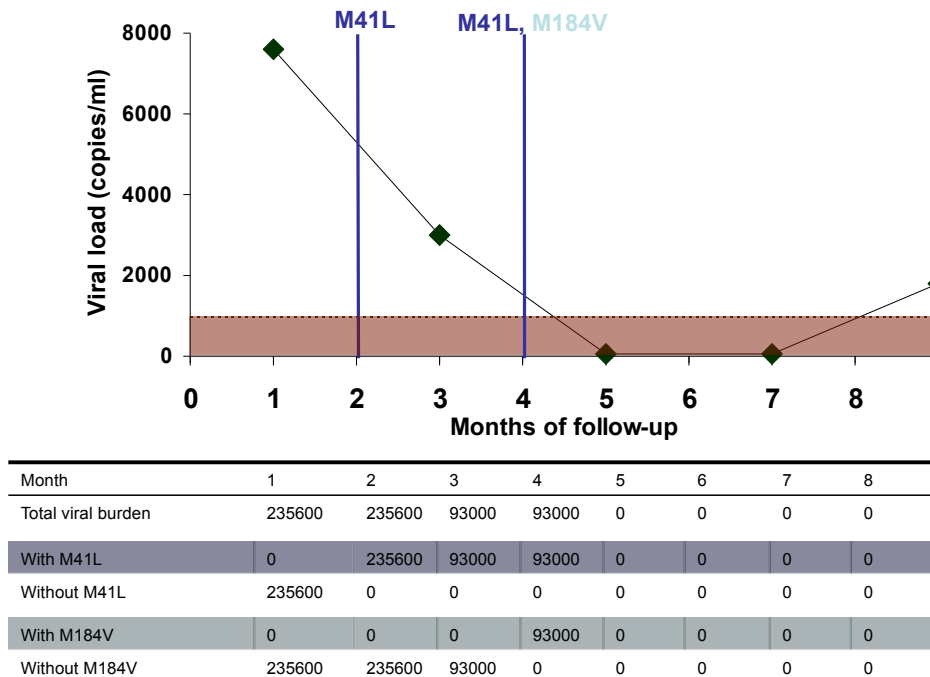 M41L M41L, M184V
8000
6000
4000
2000
0
Viral load (copies/ml)
0 1 2 3 4 5 6 7 8
Months of follow-up
Month 1 2 3 4 5 6 7 8
Total viral burden 235600 235600 93000 93000 0 0 0 0
With M41L 0 235600 93000 93000 0 0 0 0
Without M41L 235600 0 0 0 0 0 0 0
With M184V 0 0 0 93000 0 0 0 0
Without M184V 235600 235600 93000 0 0 0 0 0